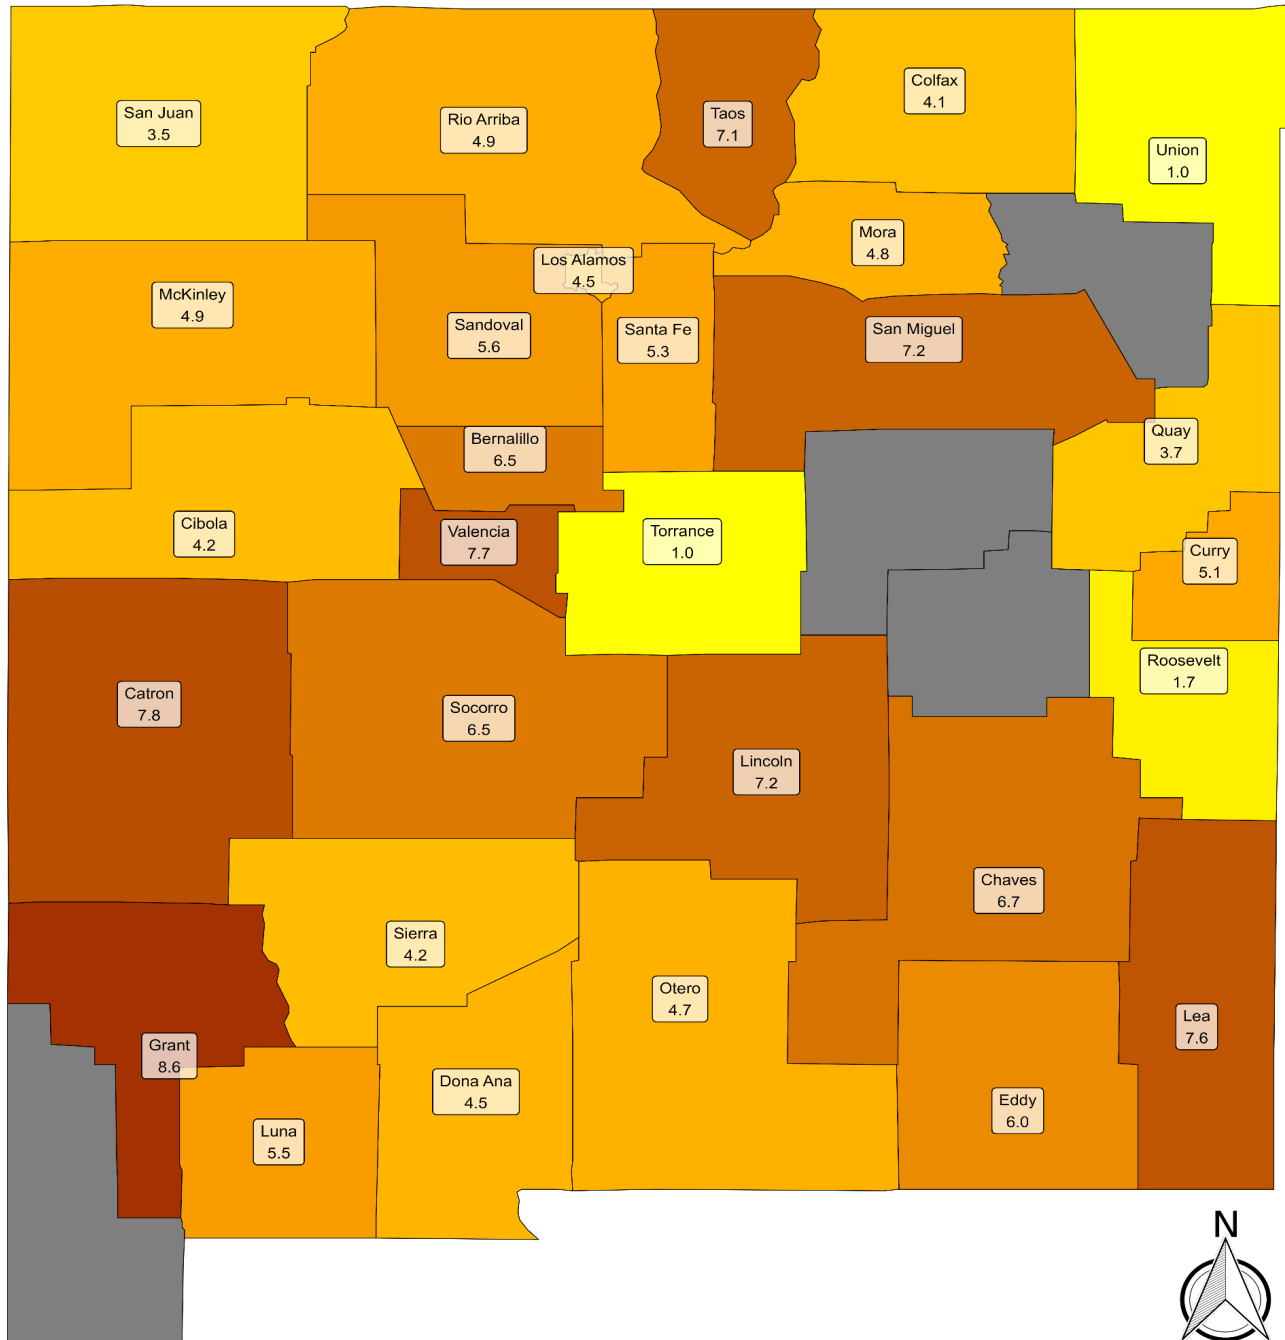 San Juan
3.5
Rio Arriba
4.9
Taos
7.1
Colfax
4.1
Union
1.0
Mora
4.8
Los Alamos
4.5
McKinley
4.9
Sandoval
5.6
Santa Fe
5.3
San Miguel
7.2
Quay
3.7
Bernalillo
6.5
Cibola
4.2
Valencia
7.7
Torrance
1.0
Curry
5.1
Roosevelt
1.7
Catron
7.8
Socorro
6.5
Lincoln
7.2
Chaves
6.7
Sierra
4.2
Otero
4.7
Lea
7.6
Grant
8.6
Dona Ana
4.5
Eddy
6.0
Luna
5.5
N